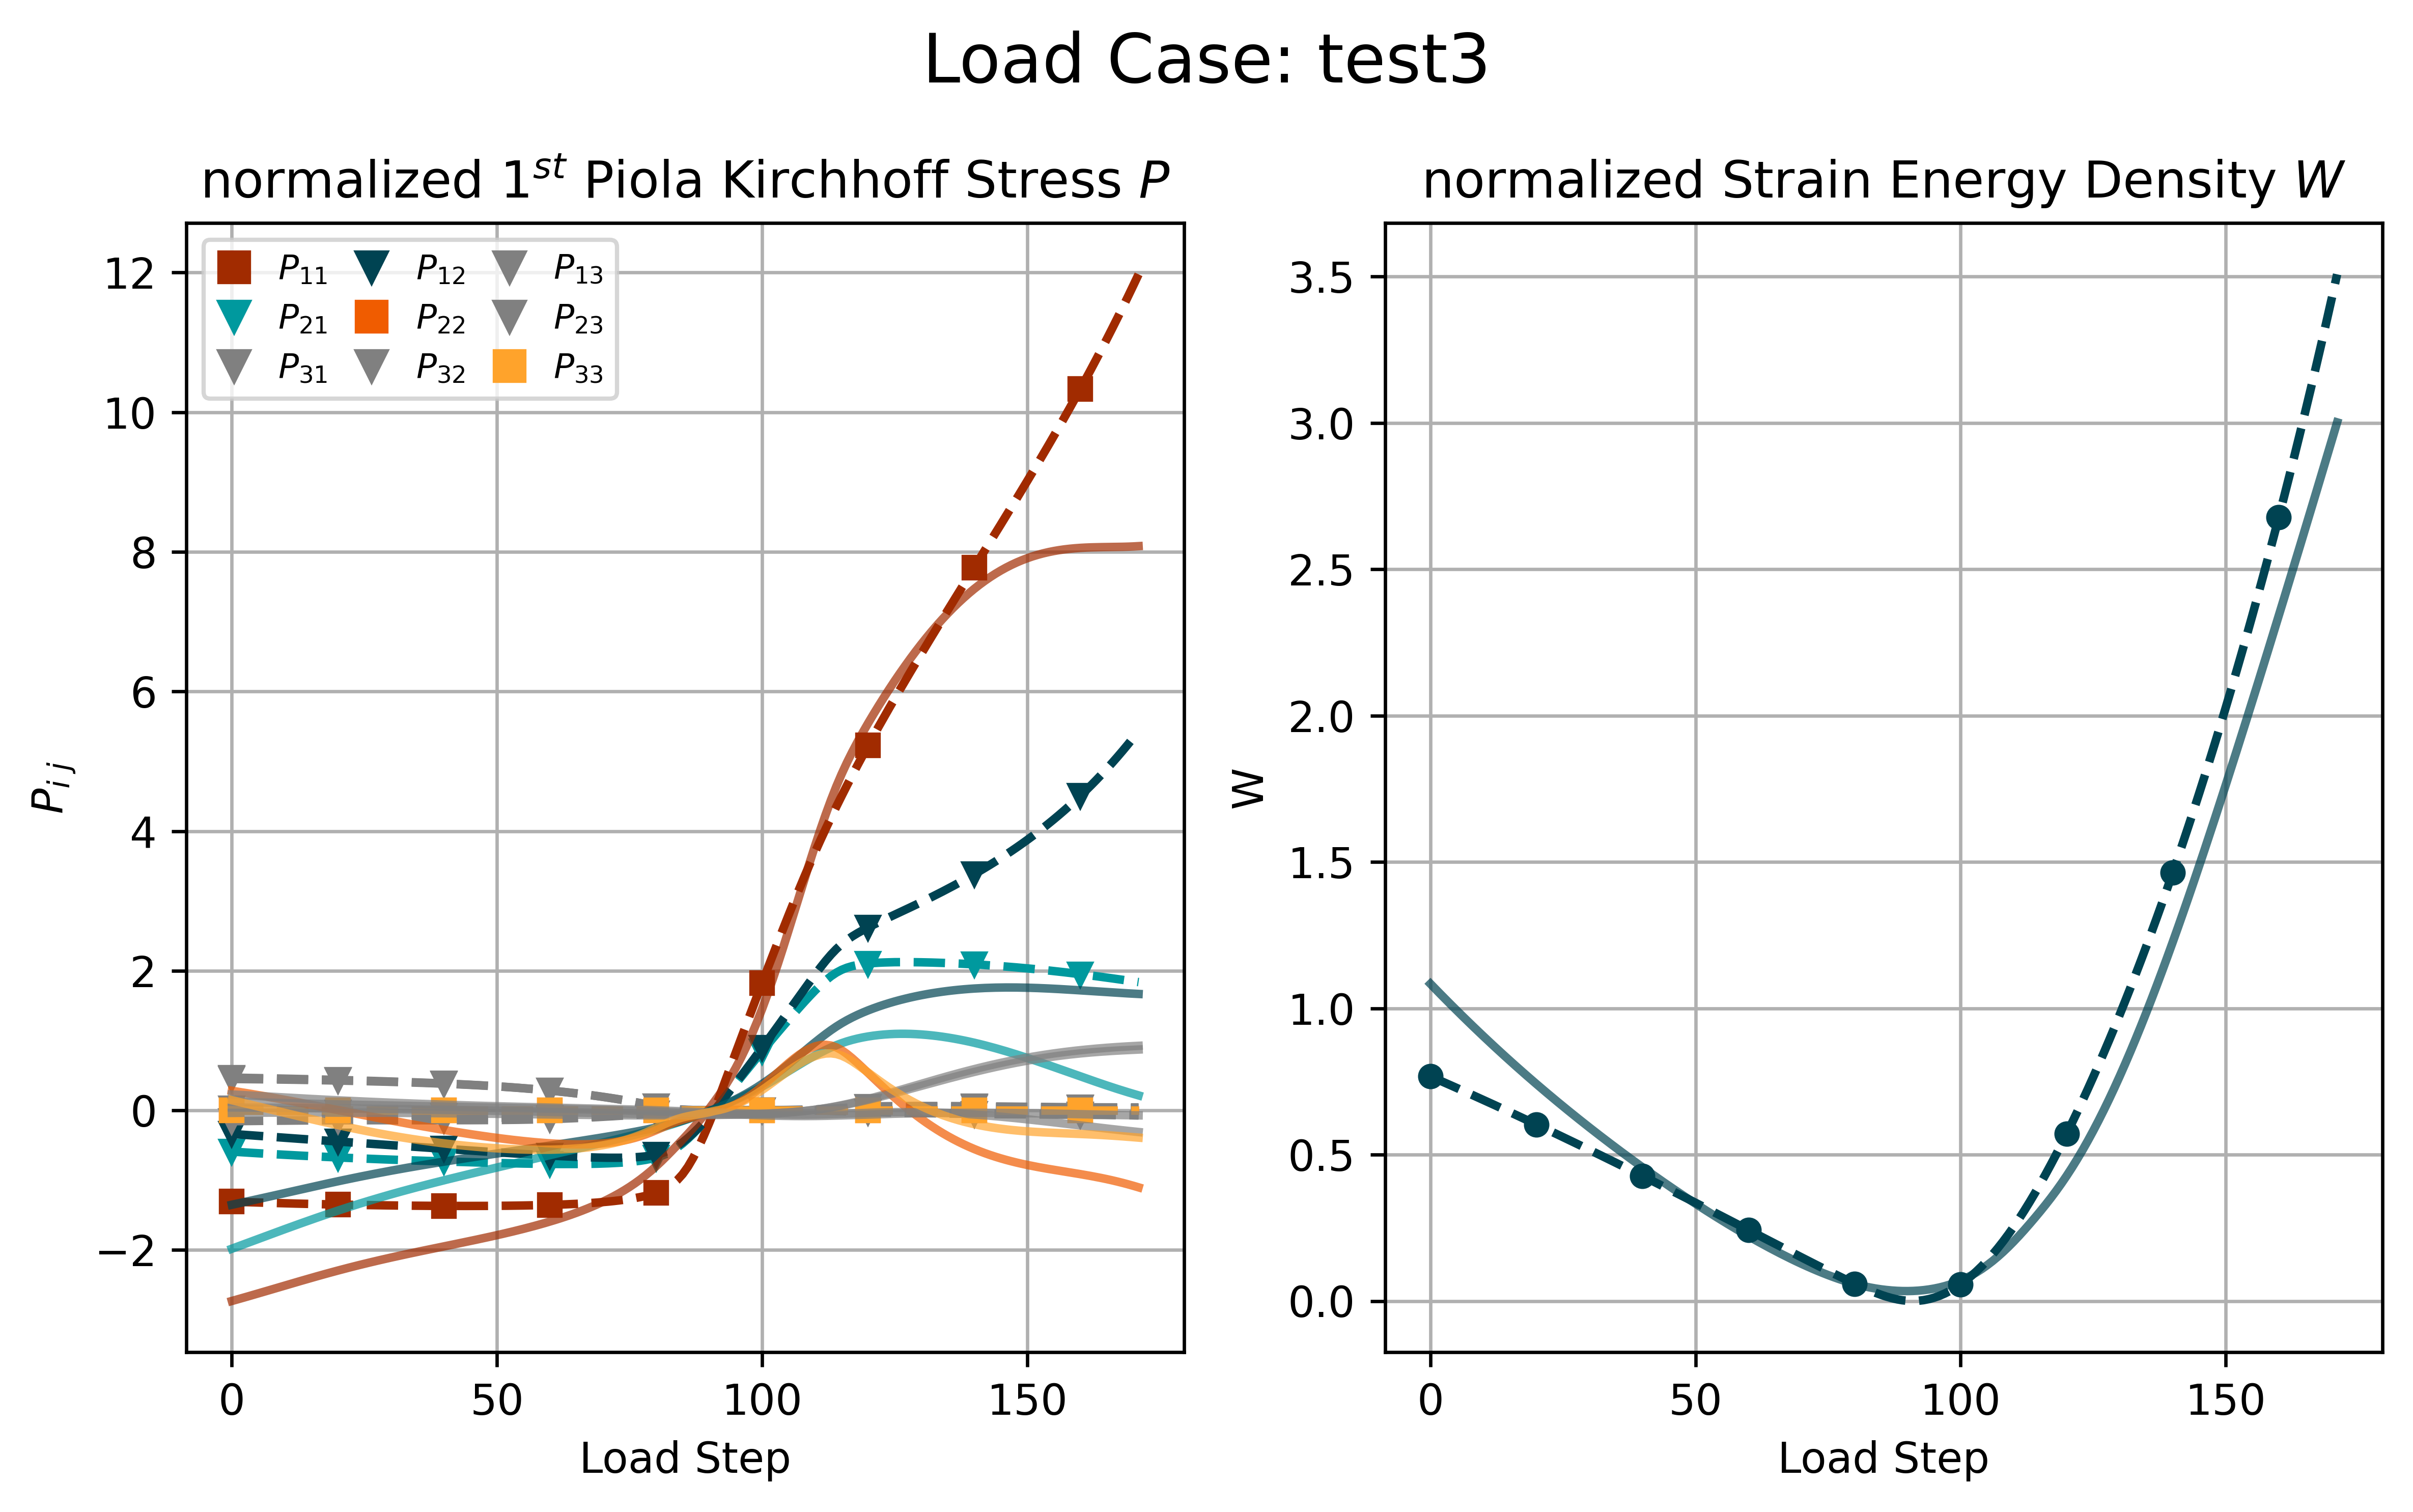 Load Case: test3
normalized 1st Piola Kirchhoff Stress P
P11 P12 P13
P21 P22 P23
P31 P32 P33
12
10
8
6
4
2
0
−2
Pi j
0 50 100 150
Load Step
normalized Strain Energy Density W
3.5
3.0
2.5
2.0
1.5
1.0
0.5
0.0
W
0 50 100 150
Load Step